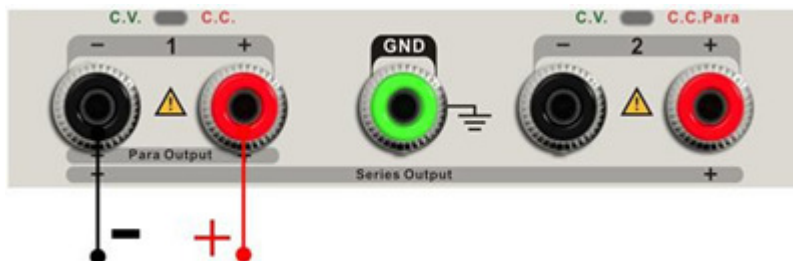 C.V. C.C. C.V. C.C.Para
− 1 + GND − 2 +
− Para Output +
− Series Output +
− +